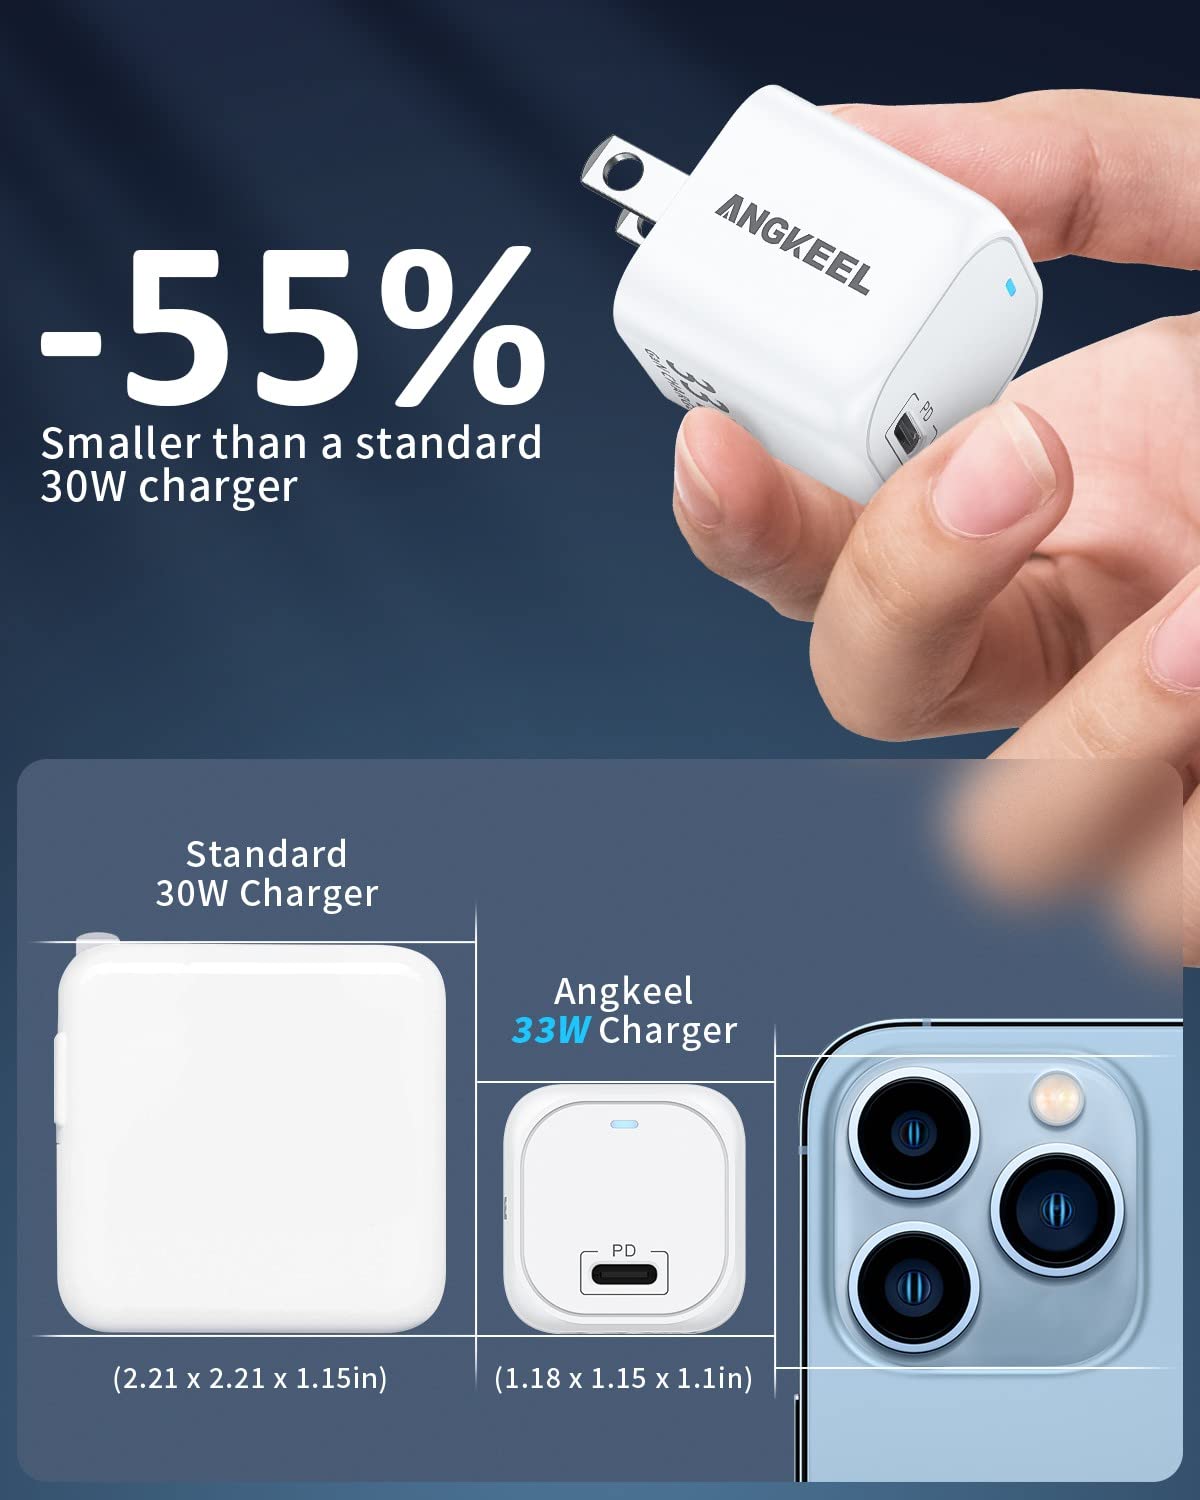 ANGKEEL
PD
-55%
Smaller than a standard
30W charger
Standard
30W Charger
Angkeel
33W Charger
PD
(2.21 x 2.21 x 1.15in)
(1.18 x 1.15 x 1.1in)